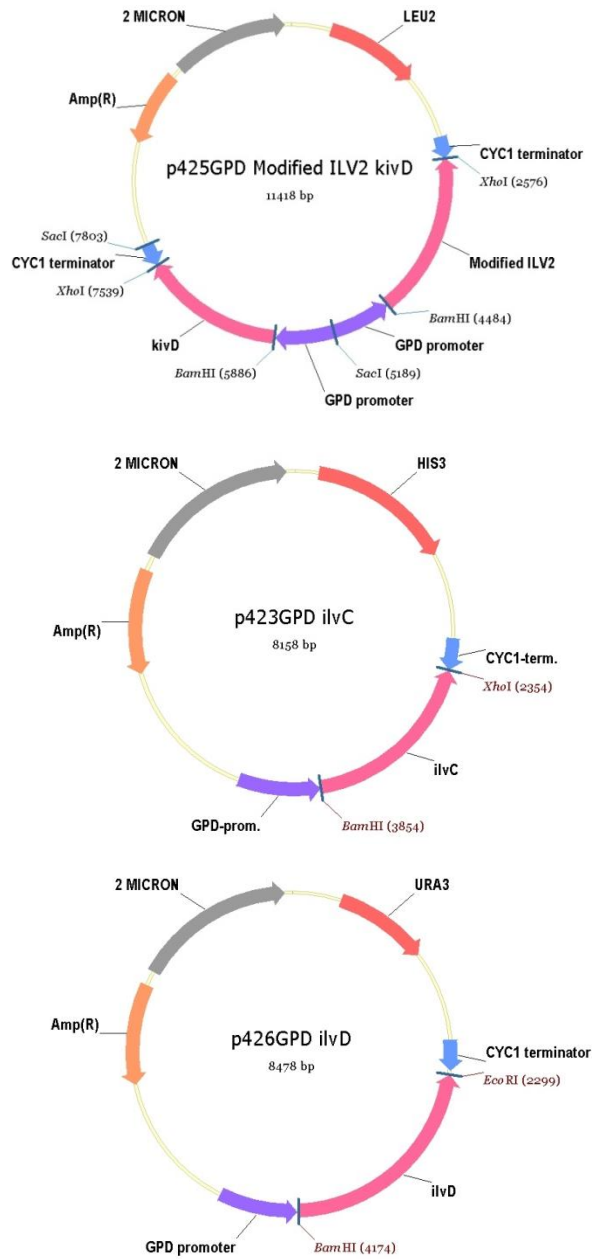 2 MICRON
LEU2
Amp(R)
CYC1 terminator
p425GPD Modified ILV2 kivD
11418 bp
XhoI (2576)
SacI (7803)
CYC1 terminator
XhoI (7539)
Modified ILV2
kivD
BamHI (4484)
GPD promoter
BamHI (5886)
SacI (5189)
GPD promoter
2 MICRON
HIS3
Amp(R)
p423GPD ilvC
8158 bp
CYC1-term.
XhoI (2354)
ilvC
GPD-prom.
BamHI (3854)
2 MICRON
URA3
Amp(R)
p426GPD ilvD
8478 bp
CYC1 terminator
EcoRI (2299)
ilvD
GPD promoter
BamHI (4174)